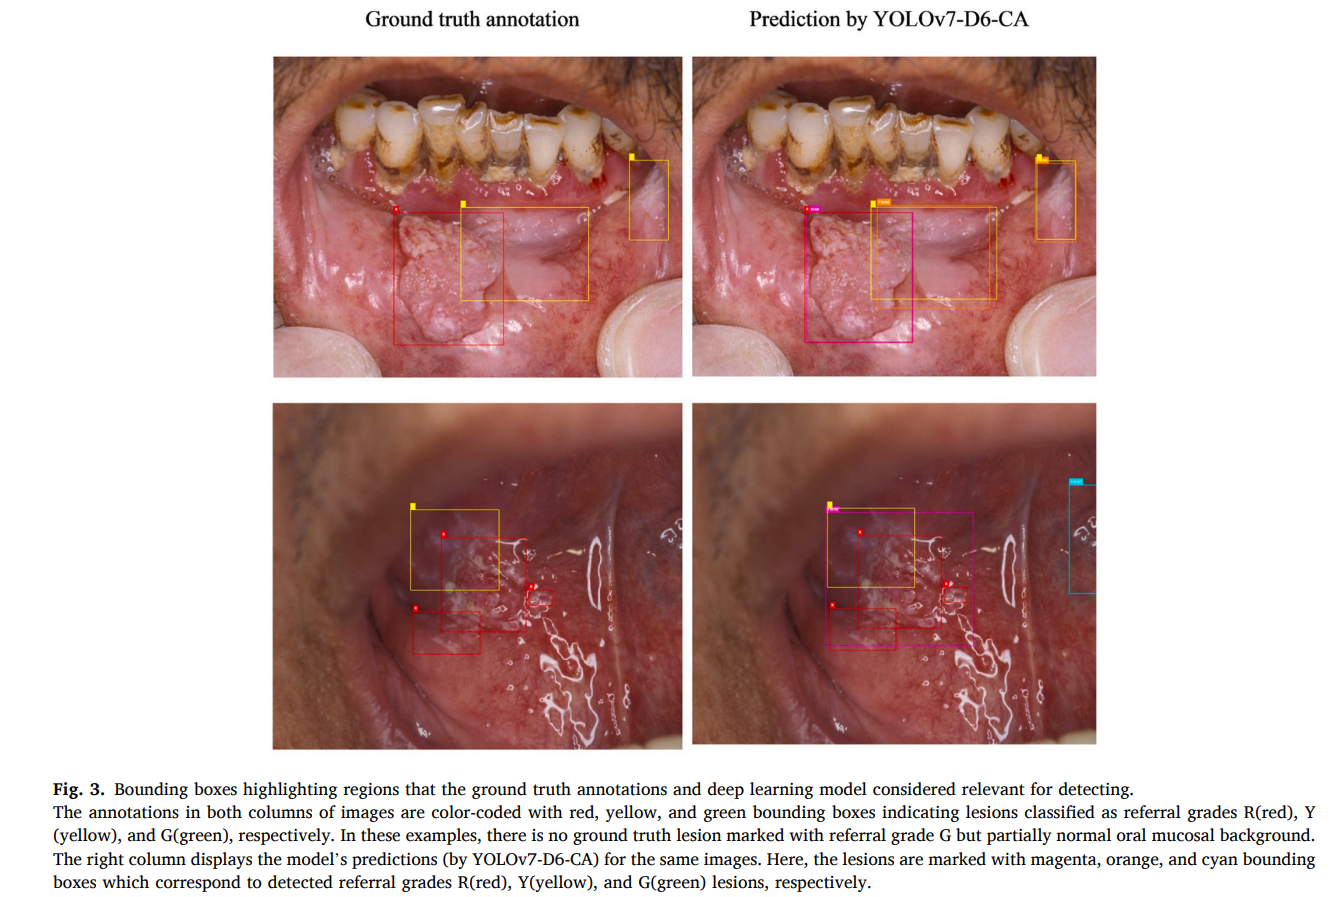 Ground truth annotation
Prediction by YOLOv7-D6-CA
Fig. 3. Bounding boxes highlighting regions that the ground truth annotations and deep learning model considered relevant for detecting.
The annotations in both columns of images are color-coded with red, yellow, and green bounding boxes indicating lesions classified as referral grades R(red), Y
(yellow), and G(green), respectively. In these examples, there is no ground truth lesion marked with referral grade G but partially normal oral mucosal background.
The right column displays the model's predictions (by YOLOv7-D6-CA) for the same images. Here, the lesions are marked with magenta, orange, and cyan bounding
boxes which correspond to detected referral grades R(red), Y(yellow), and G(green) lesions, respectively.